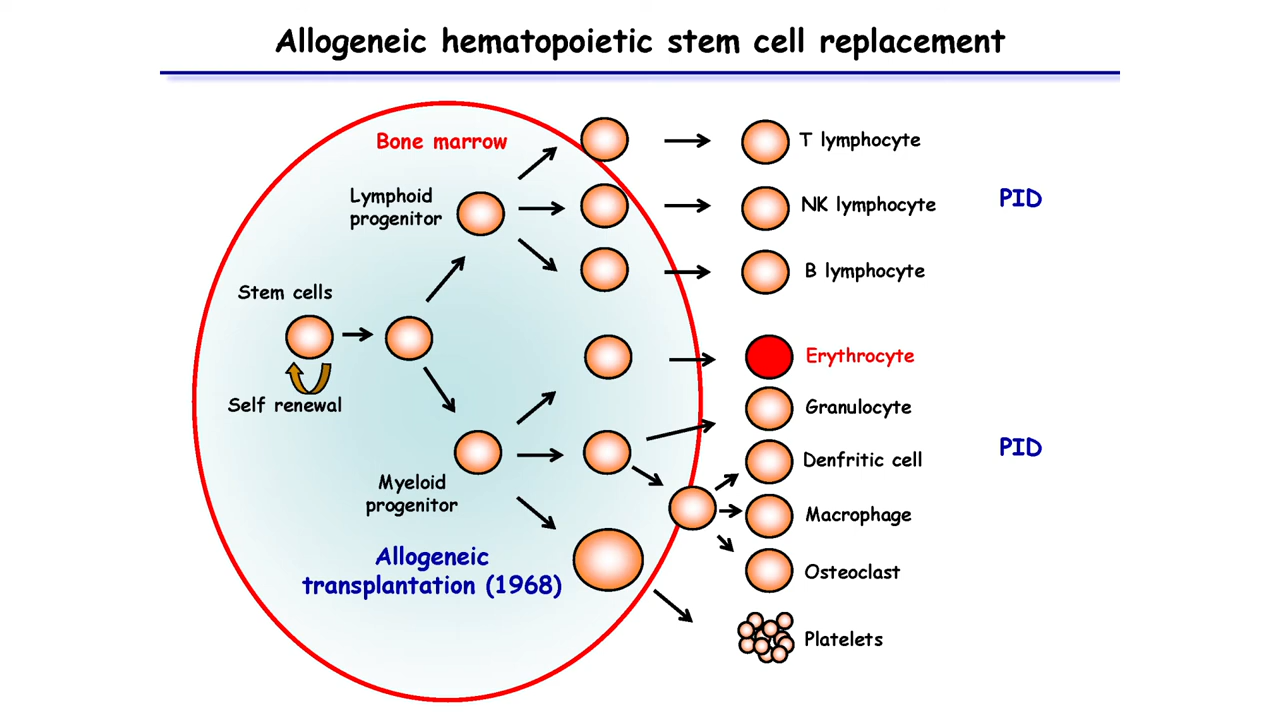 Allogeneic hematopoietic stem cell replacement
Bone marrow
Lymphoid
progenitor
Stem cells
Self renewal
Myeloid
progenitor
Allogeneic
transplantation (1968)
T lymphocyte
NK lymphocyte
B lymphocyte
PID
Erythrocyte
Granulocyte
Denfritic cell
Macrophage
Osteoclast
Platelets
PID